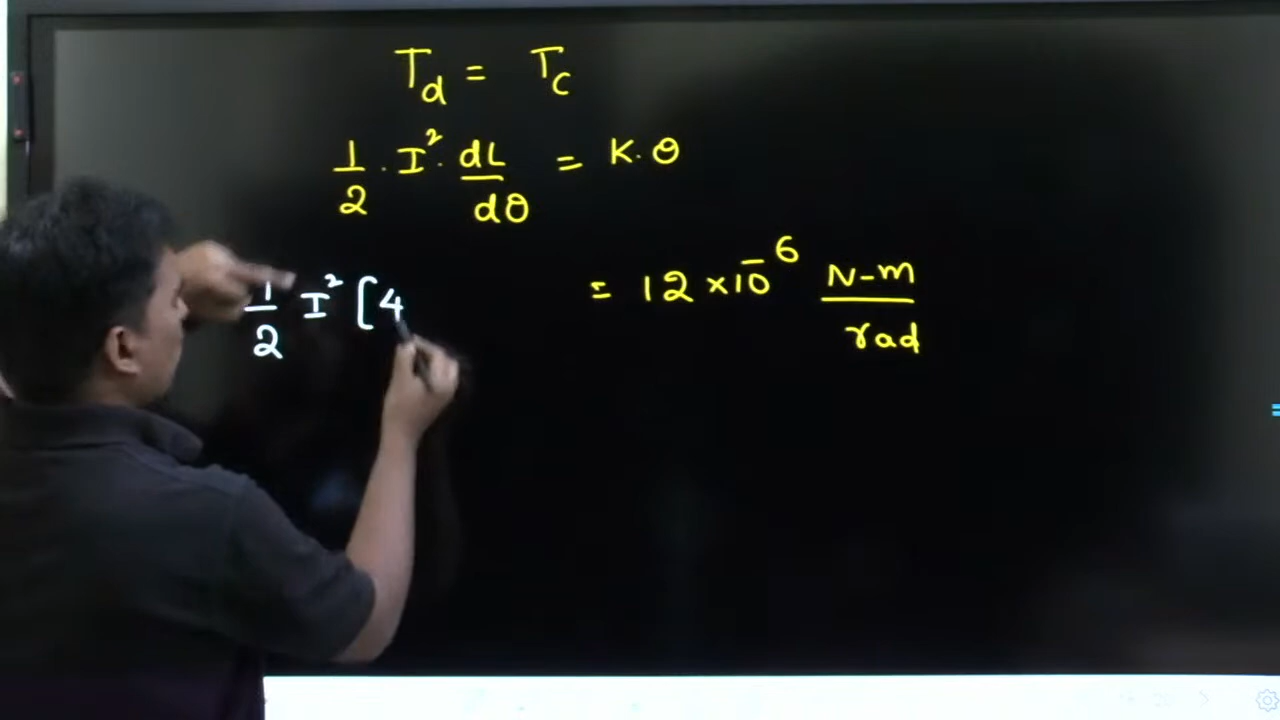 Td = Tc
1/2 · I² · dL/dθ = K·θ
1/2 I² [4 = 12 × 10⁻⁶ N-m/rad